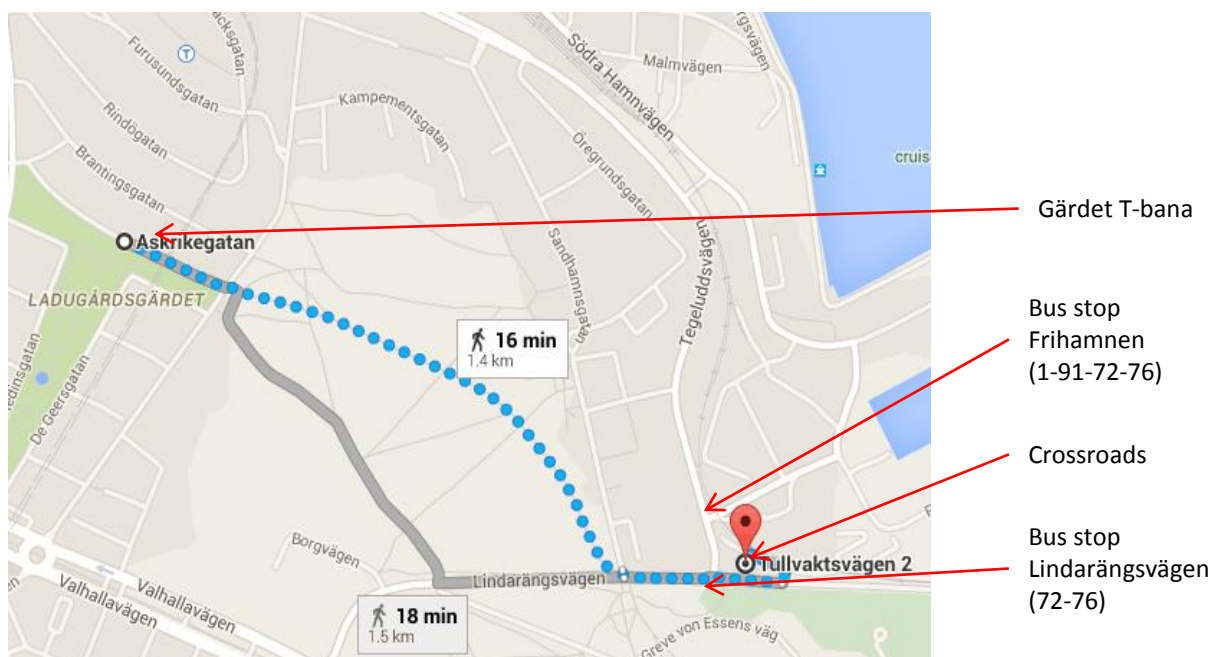 Furusundsgatan
Rindögatan
Brantingsgatan
Askrikegatan
LADUGÅRDSGÄRDET
De Geersgatan
Valhallavägen
Valhallavägen
Borgvägen
Kampementsgatan
Södra Hamnvägen
Malmvägen
Öregrundsgatan
Sandhamnsgatan
Tegeluddsvägen
cruis
T
16 min
1.4 km
18 min
1.5 km
Lindarängsvägen
Tullvaktsvägen 2
Greve von Essens väg
Gärdet T-bana
Bus stop
Frihamnen
(1-91-72-76)
Crossroads
Bus stop
Lindarängsvägen
(72-76)